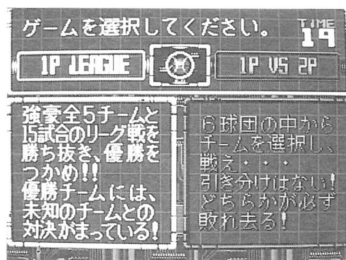 ゲームを選択してください。
TIME
19
1P LEAGUE
1P VS 2P
強豪全5チームと
15試合のリーグ戦を
勝ち抜き、優勝を
つかめ!!
優勝チームには、
未知のチームとの
対決がまっている!
6球団の中から
チームを選択し、
戦え・・・
引き分けはない!
どちらかが必ず
敗れ去る!